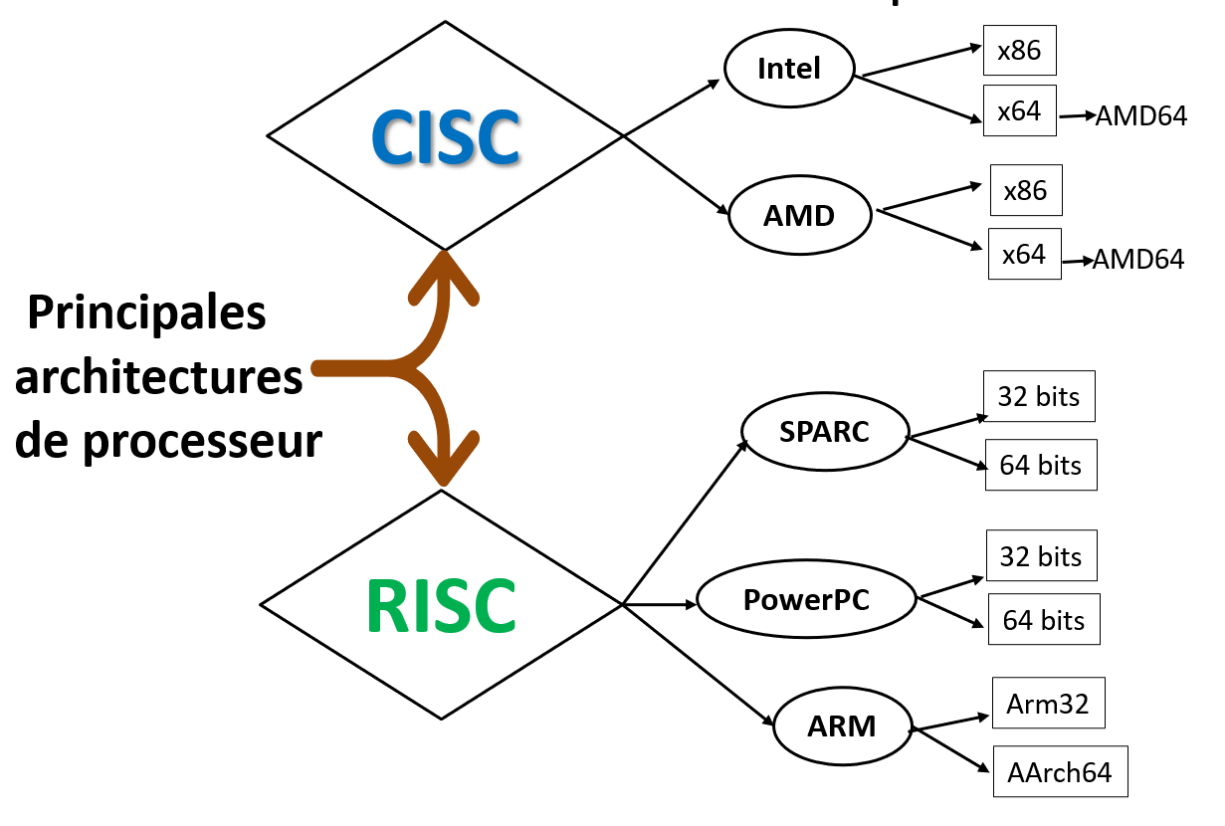 Principales
architectures
de processeur
CISC
Intel
x86
x64
AMD64
AMD
x86
x64
AMD64
RISC
SPARC
32 bits
64 bits
PowerPC
32 bits
64 bits
ARM
Arm32
AArch64